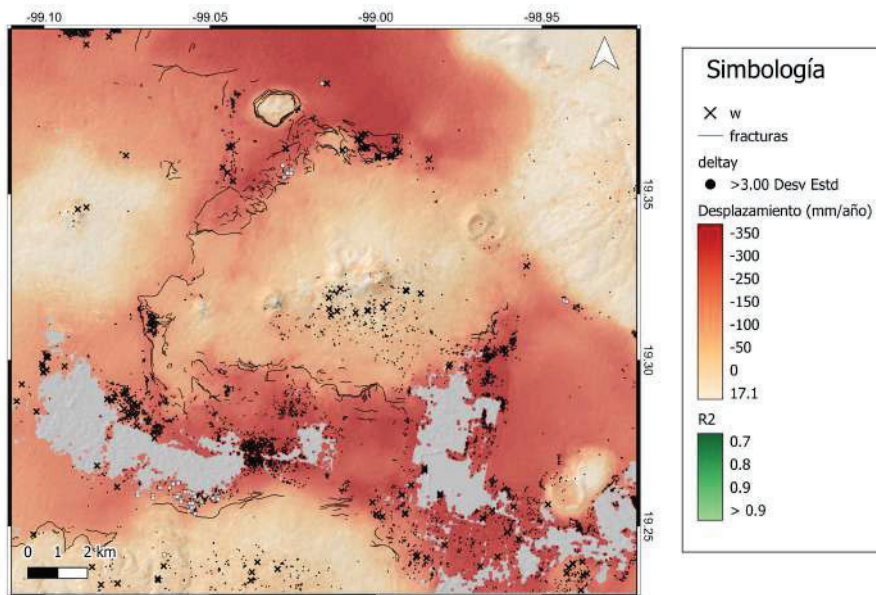 -99.10 -99.05 -99.00 -98.95
19.35
19.30
19.25
0 1 2 km
Simbología
w
fracturas
deltay
>3.00 Desv Estd
Desplazamiento (mm/año)
-350
-300
-250
-150
-100
-50
0
17.1
R2
0.7
0.8
0.9
> 0.9